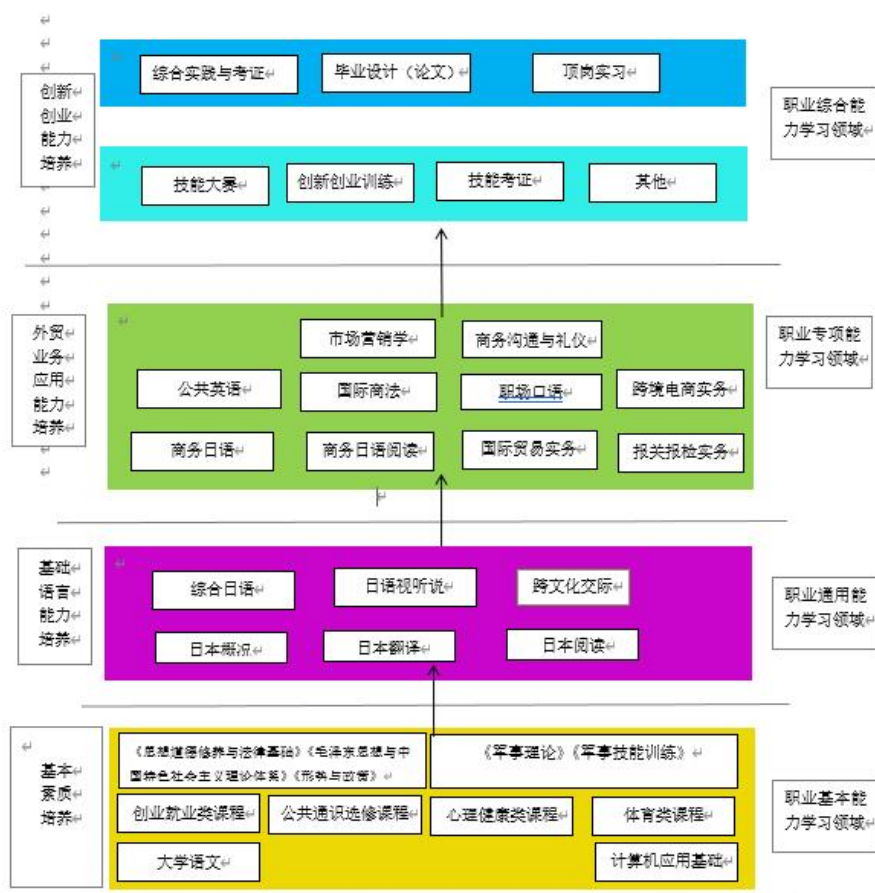 综合实践与考证
毕业设计（论文）
顶岗实习
创新
创业
能力
培养
职业综合能
力学习领域
技能大赛
创新创业训练
技能考证
其他
外贸
业务
应用
能力
培养
市场营销学
商务沟通与礼仪
职业专项能
力学习领域
公共英语
国际商法
职场口语
跨境电商实务
商务日语
商务日语阅读
国际贸易实务
报关报检实务
基础
语言
能力
培养
综合日语
日语视听说
跨文化交际
职业通用能
力学习领域
日本概况
日本翻译
日本阅读
基本
素质
培养
《思想道德修养与法律基础》《毛泽东思想与中
国特色社会主义理论体系》《形势与政策》
《军事理论》《军事技能训练》
职业基本能
力学习领域
创业就业类课程
公共通识选修课程
心理健康类课程
体育类课程
大学语文
计算机应用基础